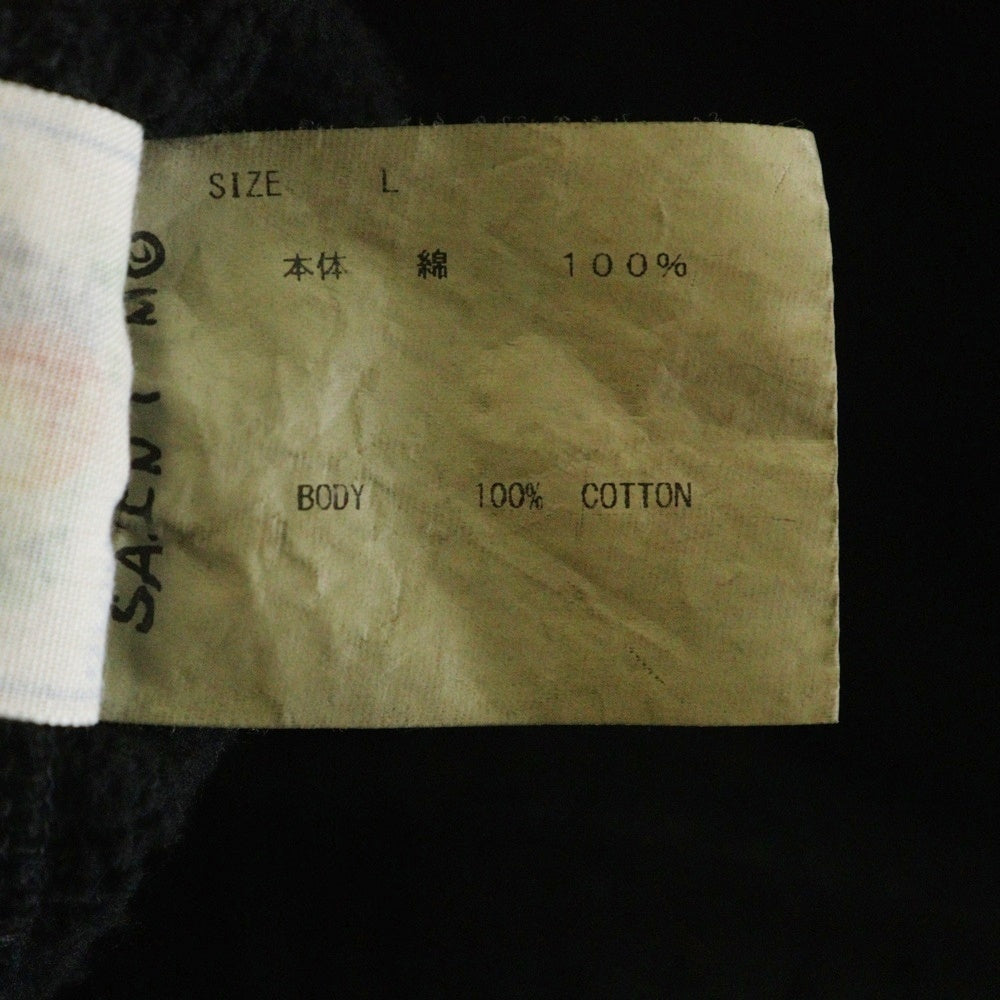 SIZE L
本体 綿 100%
BODY 100% COTTON